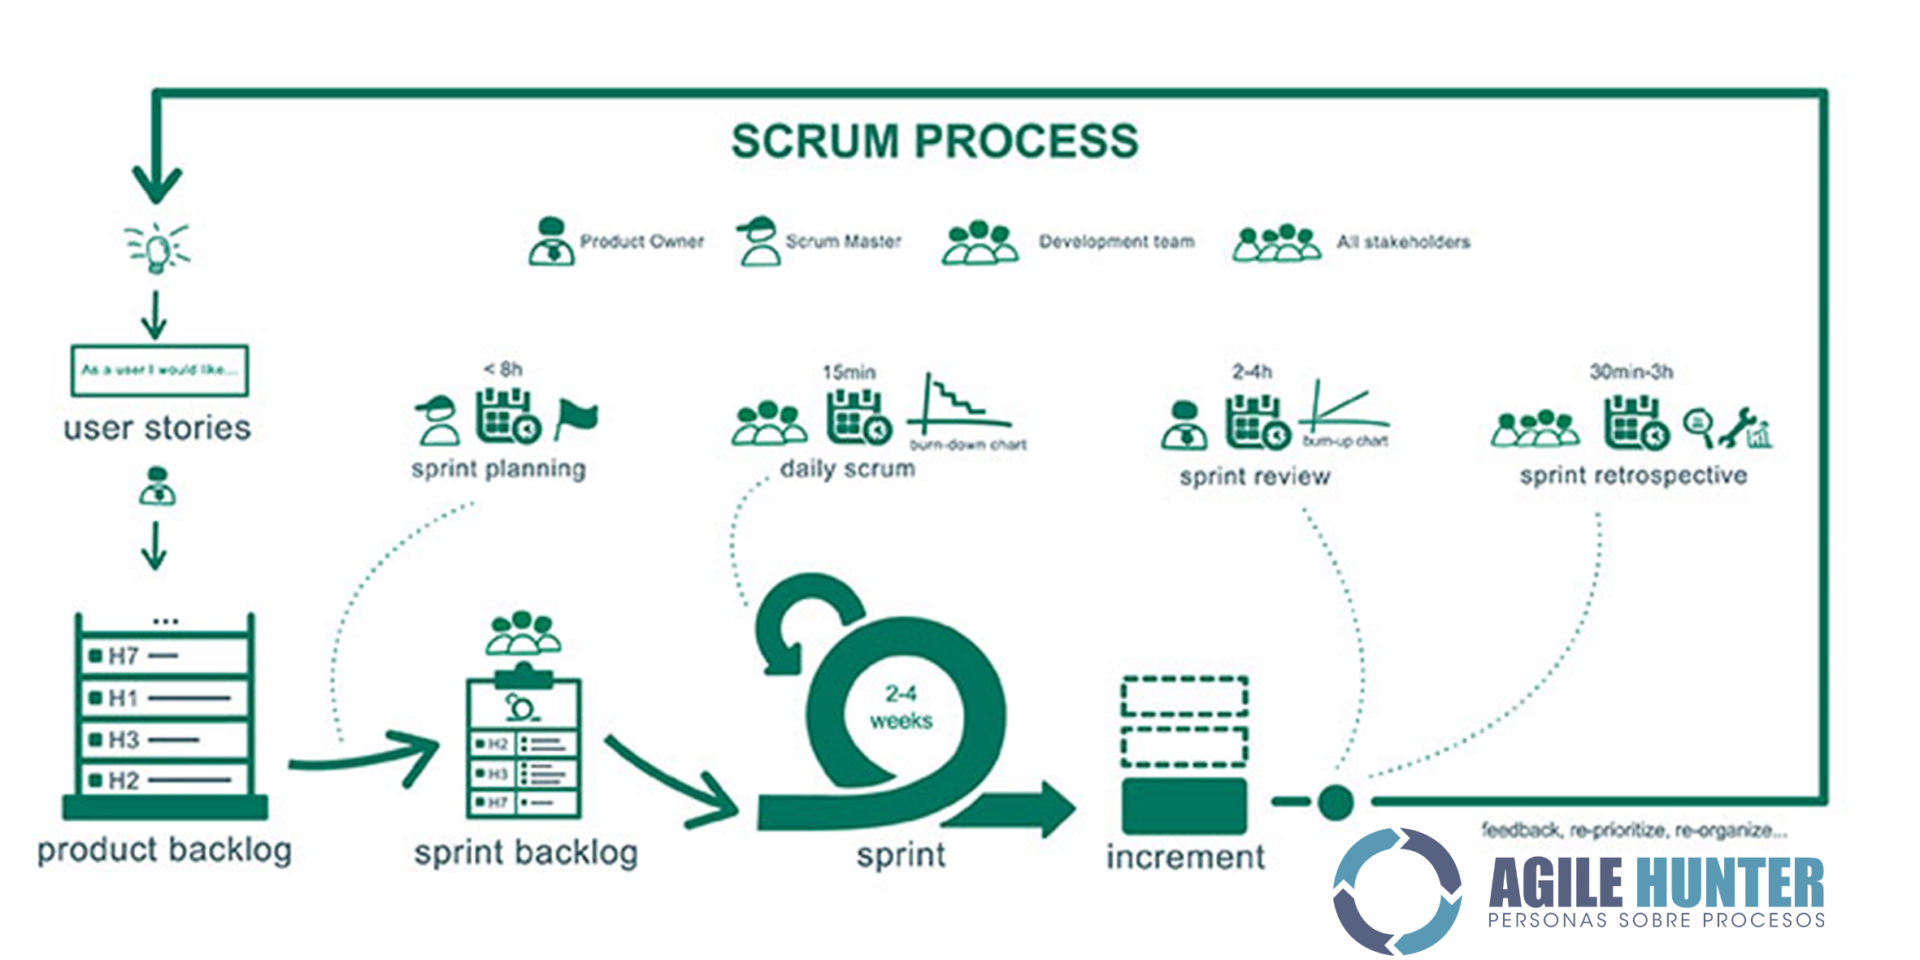 SCRUM PROCESS
Product Owner
Scrum Master
Development team
All stakeholders
As a user I would like...
user stories
< 8h
sprint planning
15min
burn-down chart
daily scrum
2-4h
burn-up chart
sprint review
30min-3h
sprint retrospective
...
H7
H1
H3
H2
product backlog
H2
H3
H7
sprint backlog
2-4
weeks
sprint
increment
feedback, re-prioritize, re-organize...
AGILE HUNTER
PERSONAS SOBRE PROCESOS